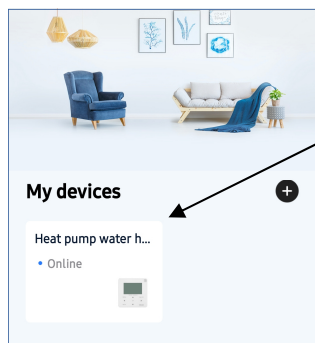 My devices
Heat pump water h...
• Online